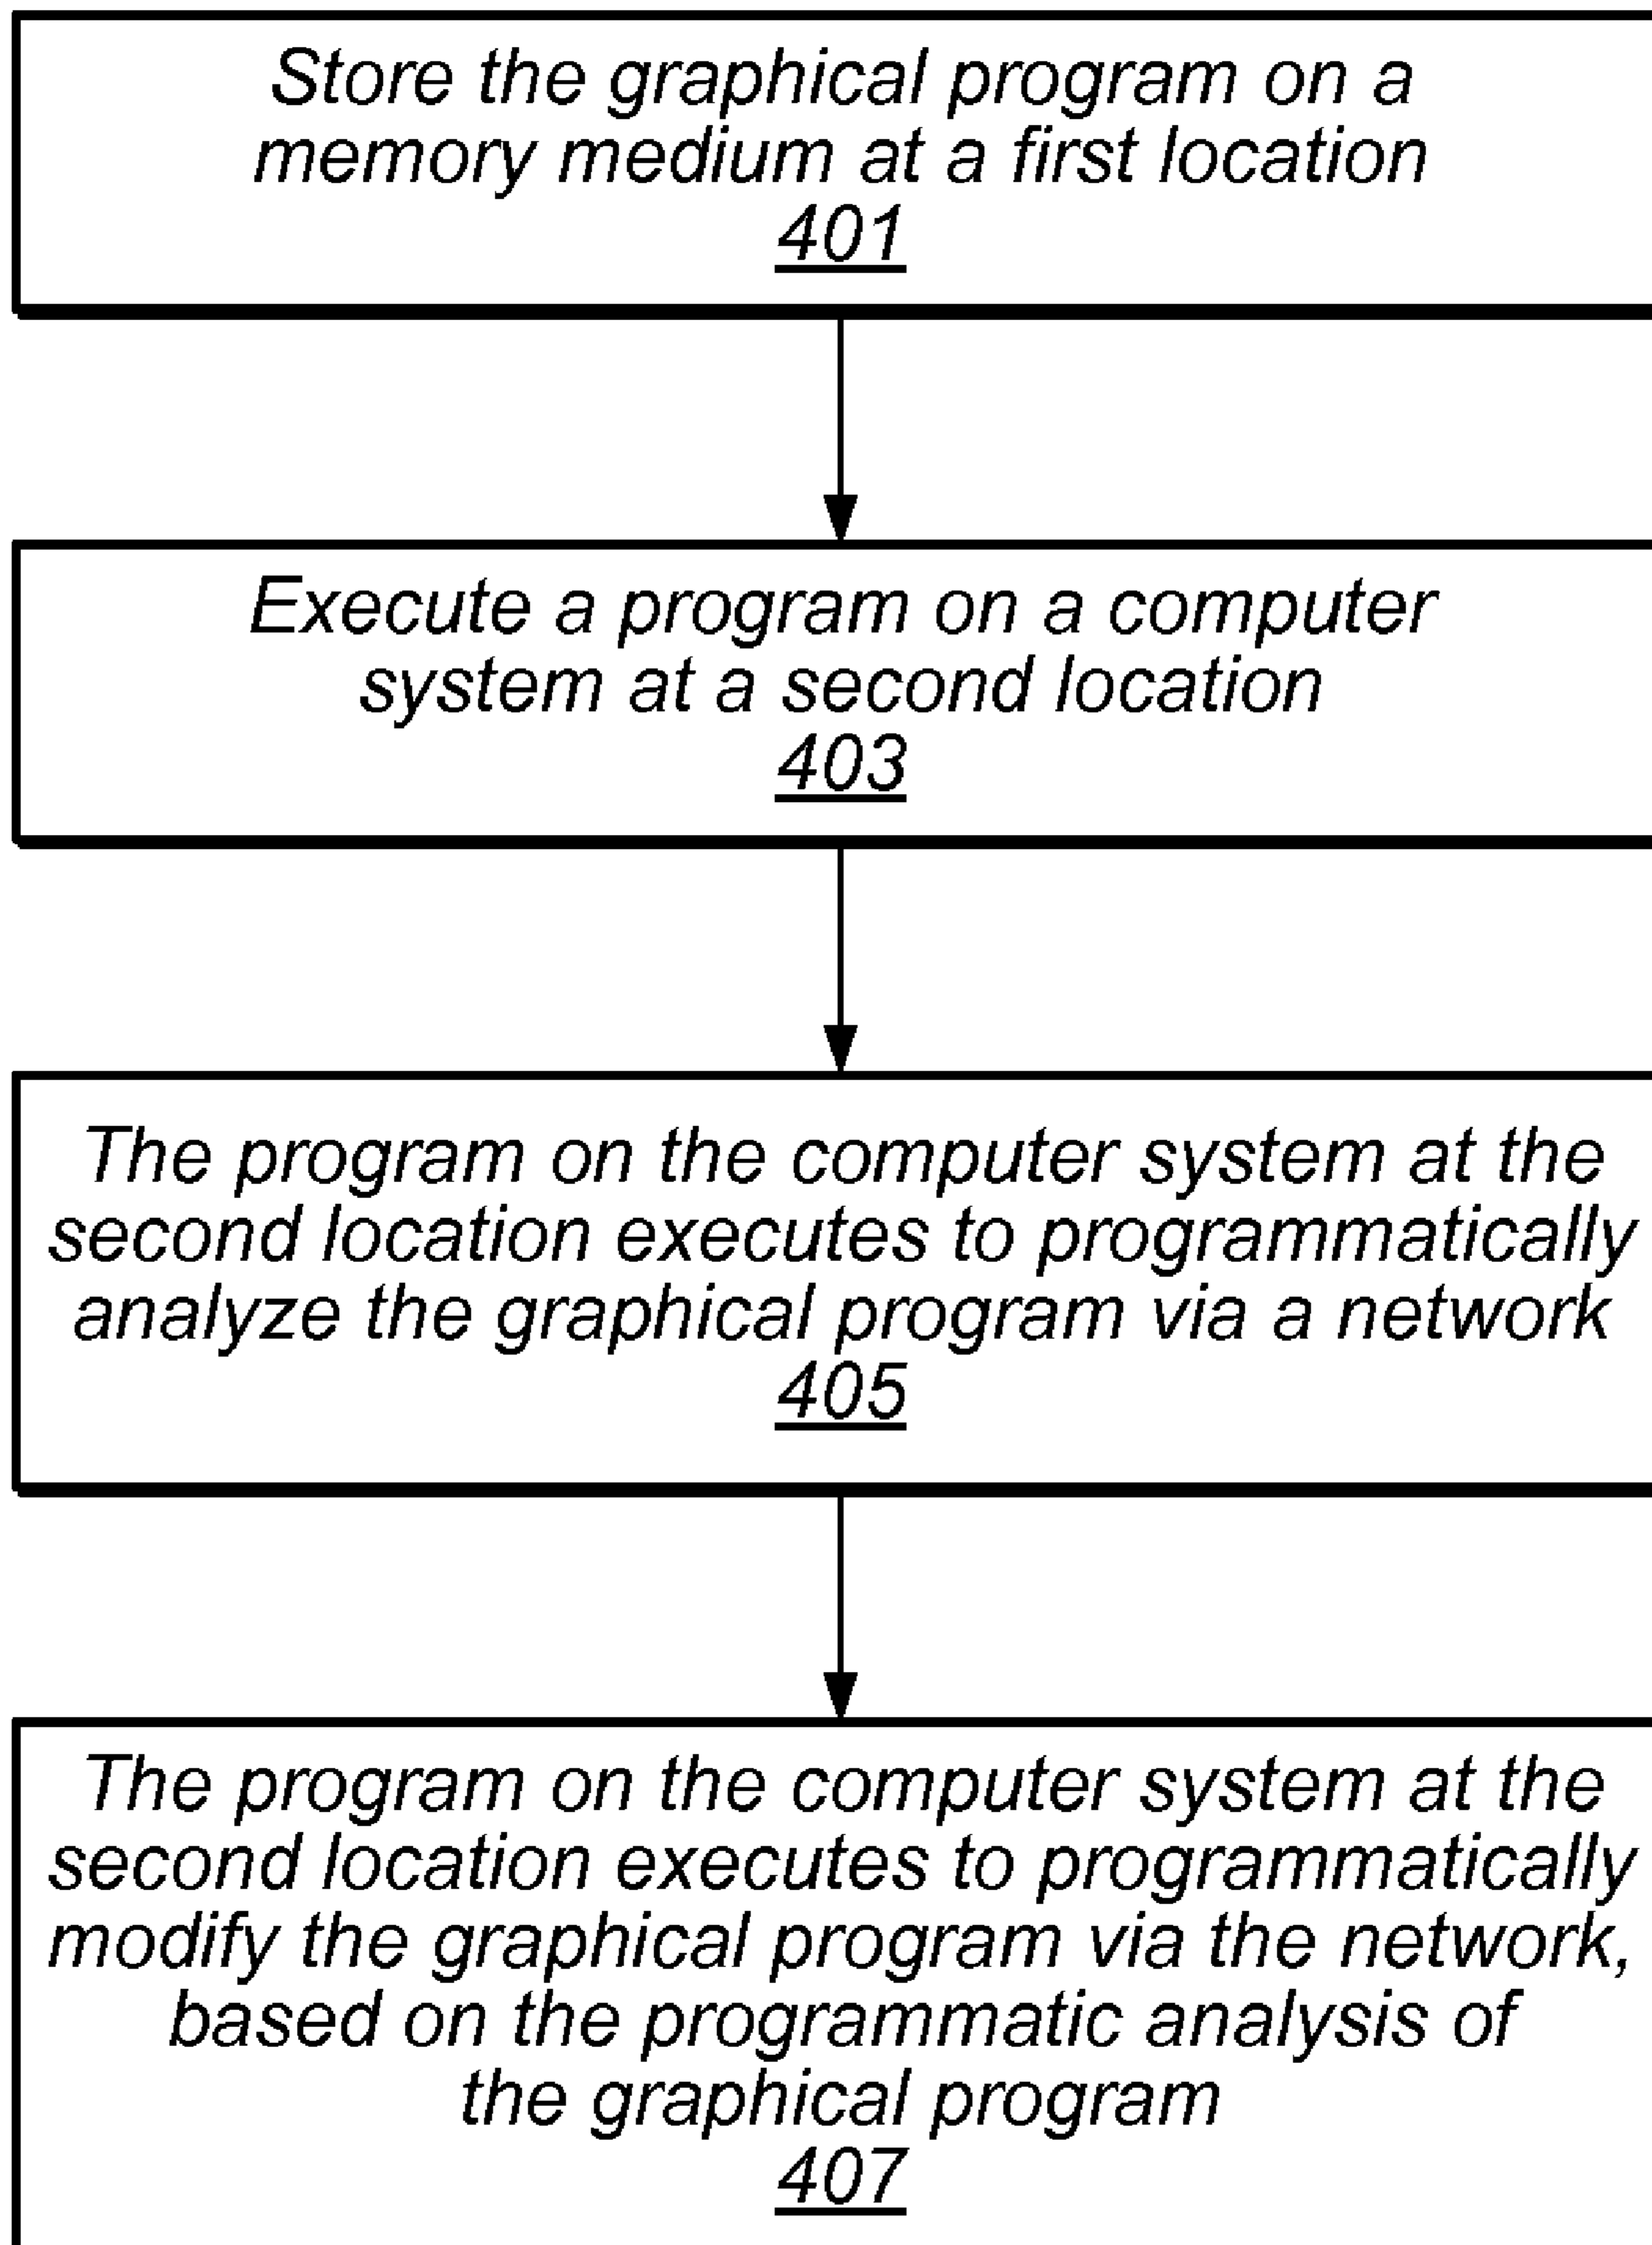 Store the graphical program on a
memory medium at a first location
401
Execute a program on a computer
system at a second location
403
The program on the computer system at the
second location executes to programmatically
analyze the graphical program via a network
405
The program on the computer system at the
second location executes to programmatically
modify the graphical program via the network,
based on the programmatic analysis of
the graphical program
407